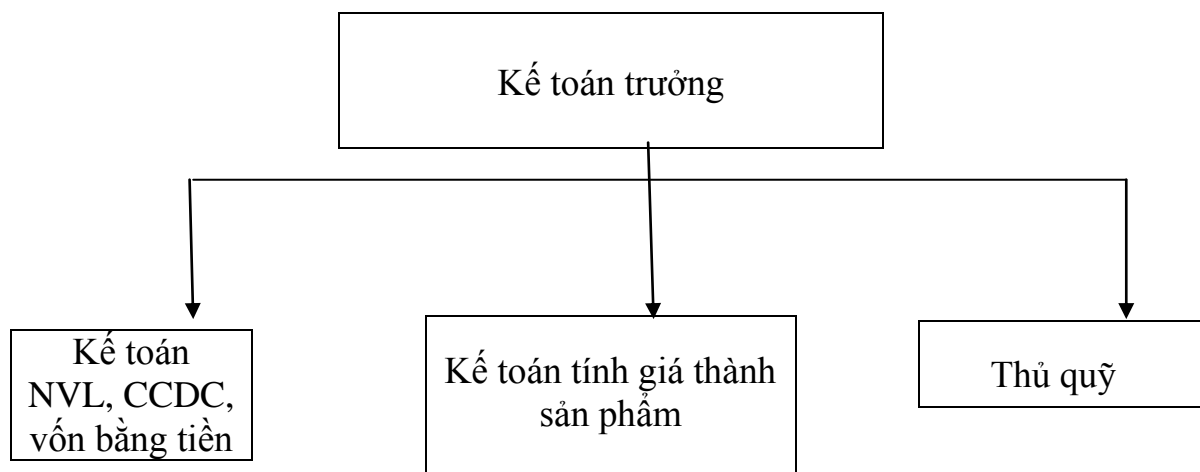 Kế toán trưởng
Kế toán
NVL, CCDC,
vốn bằng tiền
Kế toán tính giá thành
sản phẩm
Thủ quỹ